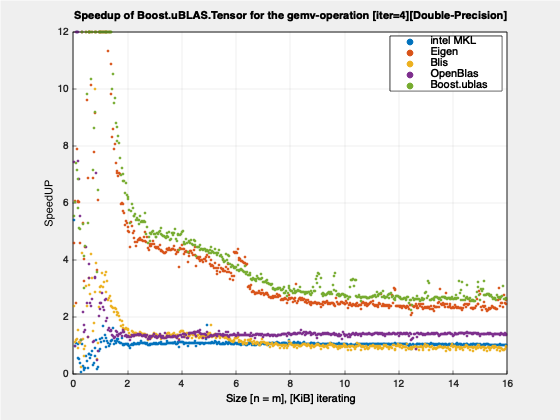 Speedup of Boost.uBLAS.Tensor for the gemv-operation [iter=4][Double-Precision]
12
10
8
6
4
2
0
SpeedUP
intel MKL
Eigen
Blis
OpenBlas
Boost.ublas
0 2 4 6 8 10 12 14 16
Size [n = m], [KiB] iterating